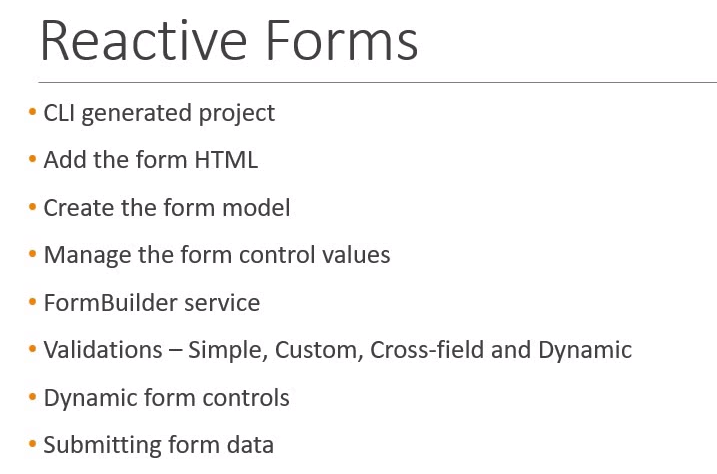 Reactive Forms
• CLI generated project
• Add the form HTML
• Create the form model
• Manage the form control values
• FormBuilder service
• Validations – Simple, Custom, Cross-field and Dynamic
• Dynamic form controls
• Submitting form data